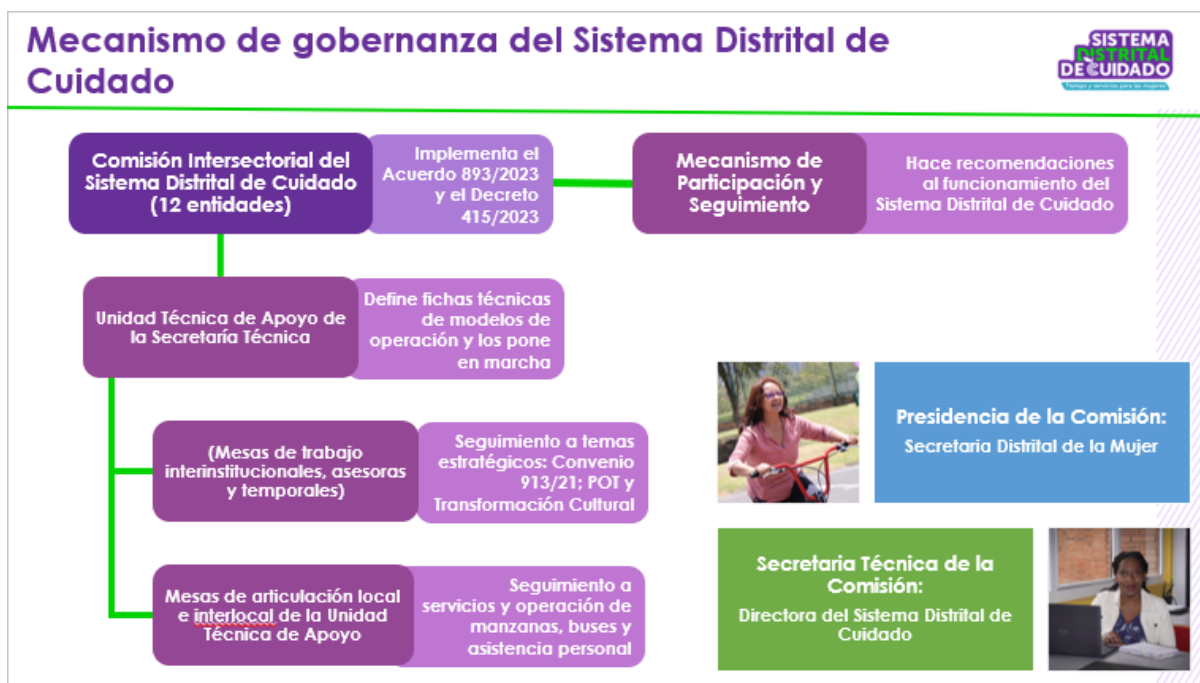 Mecanismo de gobernanza del Sistema Distrital de
Cuidado
SISTEMA
DISTRITAL
DE CUIDADO
Tiempo y servicios para las mujeres
Comisión Intersectorial del
Sistema Distrital de Cuidado
(12 entidades)
Implementa el
Acuerdo 893/2023
y el Decreto
415/2023
Mecanismo de
Participación y
Seguimiento
Hace recomendaciones
al funcionamiento del
Sistema Distrital de Cuidado
Unidad Técnica de Apoyo de
la Secretaría Técnica
Define fichas técnicas
de modelos de
operación y los pone
en marcha
(Mesas de trabajo
interinstitucionales, asesoras
y temporales)
Seguimiento a temas
estratégicos: Convenio
913/21; POT y
Transformación Cultural
Mesas de articulación local
e interlocal de la Unidad
Técnica de Apoyo
Seguimiento a
servicios y operación de
manzanas, buses y
asistencia personal
Presidencia de la Comisión:
Secretaria Distrital de la Mujer
Secretaria Técnica de la
Comisión:
Directora del Sistema Distrital de
Cuidado